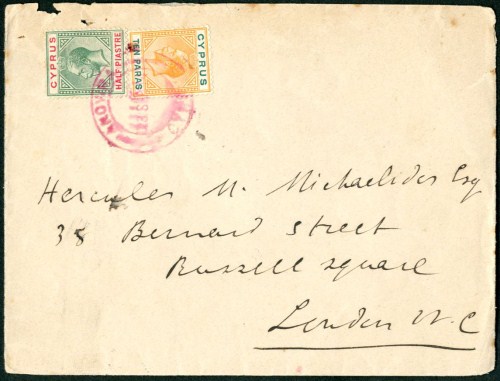 CYPRUS
HALF PIASTRE
CYPRUS
TEN PARAS
Hercules M. Michaelides Esq
38 Bernard Street
Russell Square
London W.C